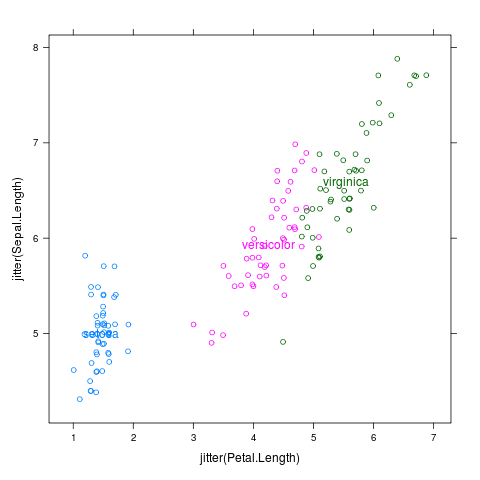 8
7
6
5
jitter(Sepal.Length)
virginica
versicolor
setosa
1 2 3 4 5 6 7
jitter(Petal.Length)